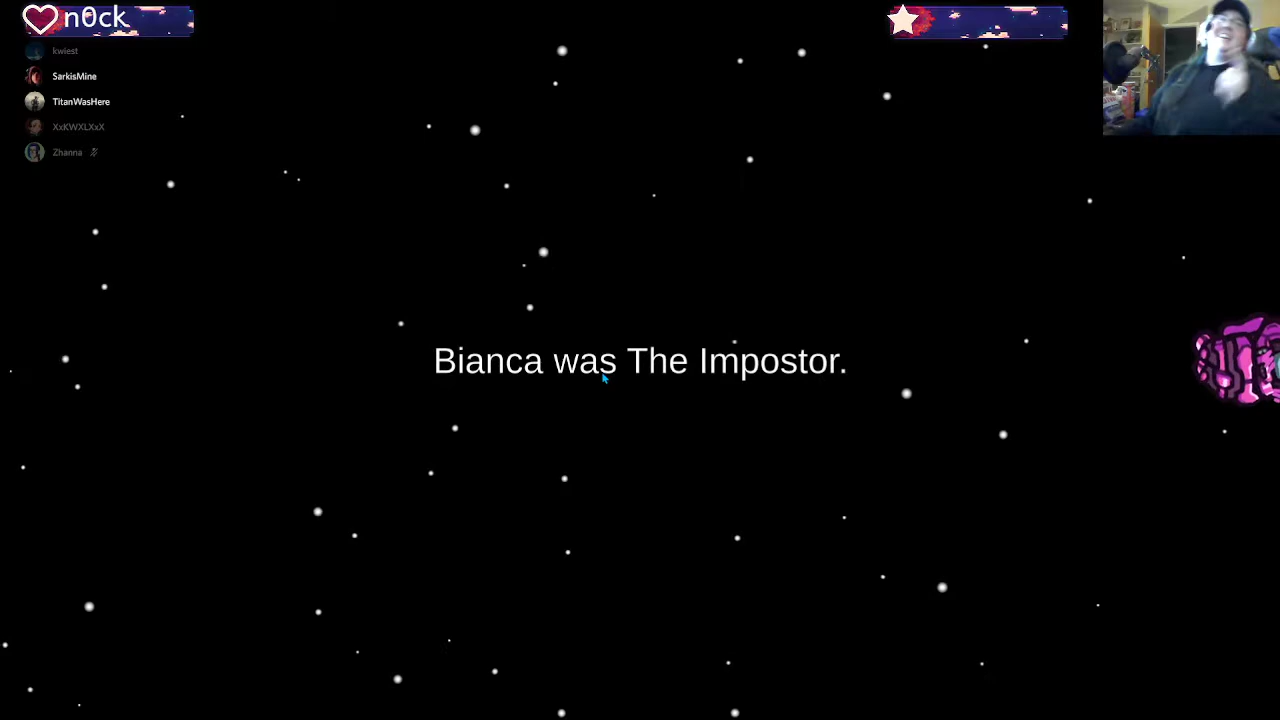 n0ck
kwiest
SarkisMine
TitanWasHere
XxKWXLXxX
Zhanna
Bianca was The Impostor.